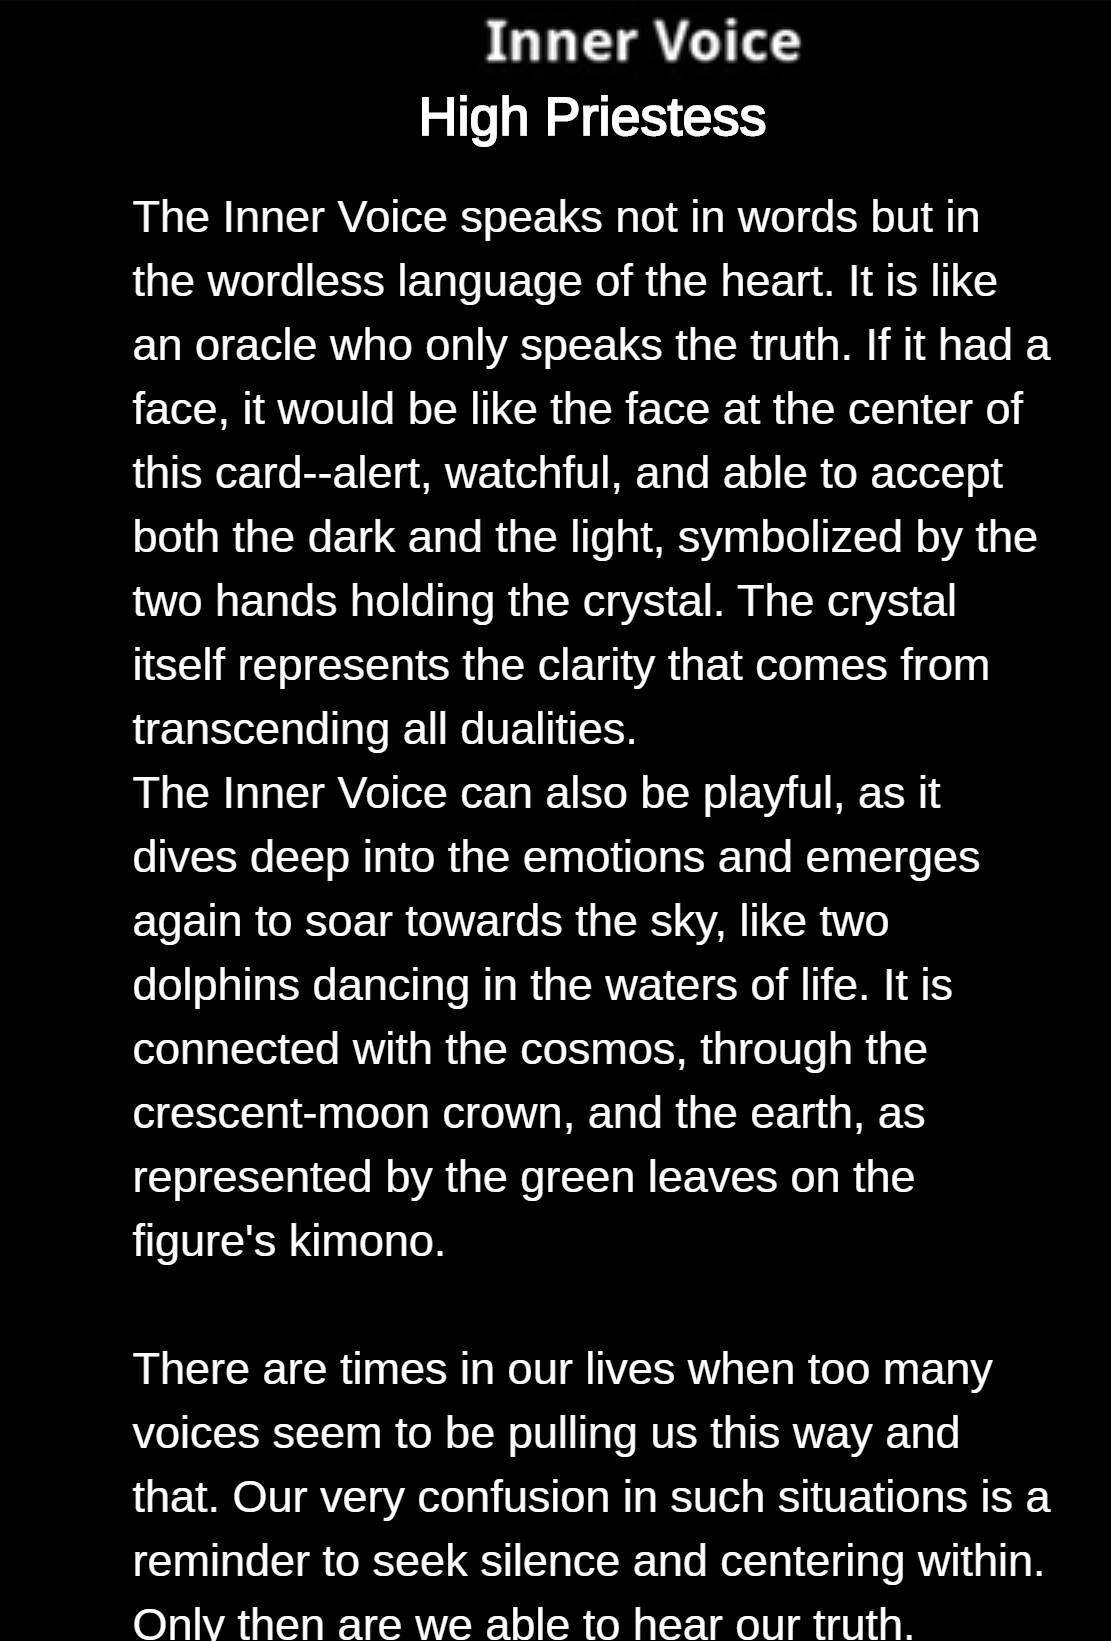 Inner Voice
High Priestess
The Inner Voice speaks not in words but in
the wordless language of the heart. It is like
an oracle who only speaks the truth. If it had a
face, it would be like the face at the center of
this card--alert, watchful, and able to accept
both the dark and the light, symbolized by the
two hands holding the crystal. The crystal
itself represents the clarity that comes from
transcending all dualities.
The Inner Voice can also be playful, as it
dives deep into the emotions and emerges
again to soar towards the sky, like two
dolphins dancing in the waters of life. It is
connected with the cosmos, through the
crescent-moon crown, and the earth, as
represented by the green leaves on the
figure's kimono.
There are times in our lives when too many
voices seem to be pulling us this way and
that. Our very confusion in such situations is a
reminder to seek silence and centering within.
Only then are we able to hear our truth.